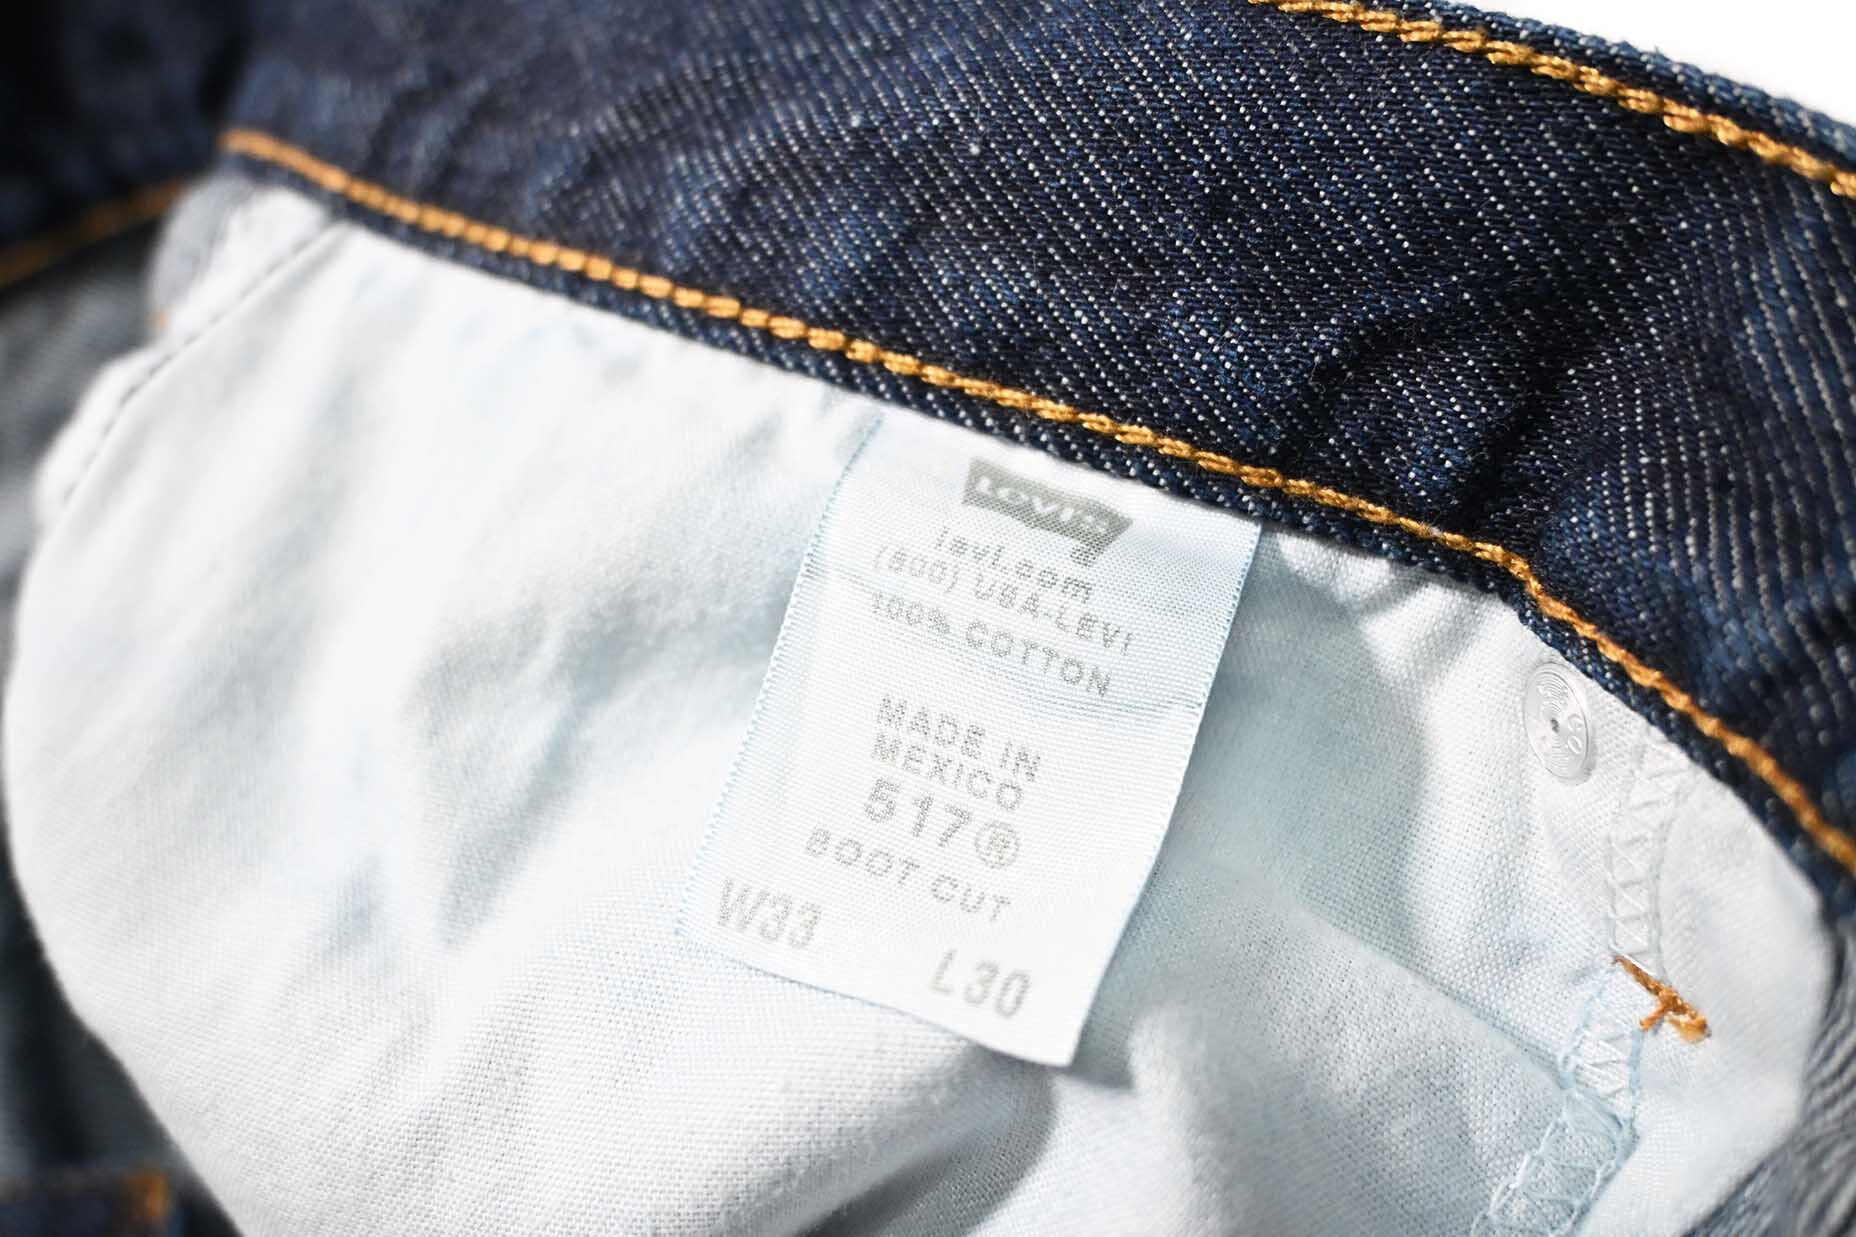 LEVI'S
levi.com
(800) USA-LEVI
100% COTTON
MADE IN
MEXICO
517®
BOOT CUT
W33
L30